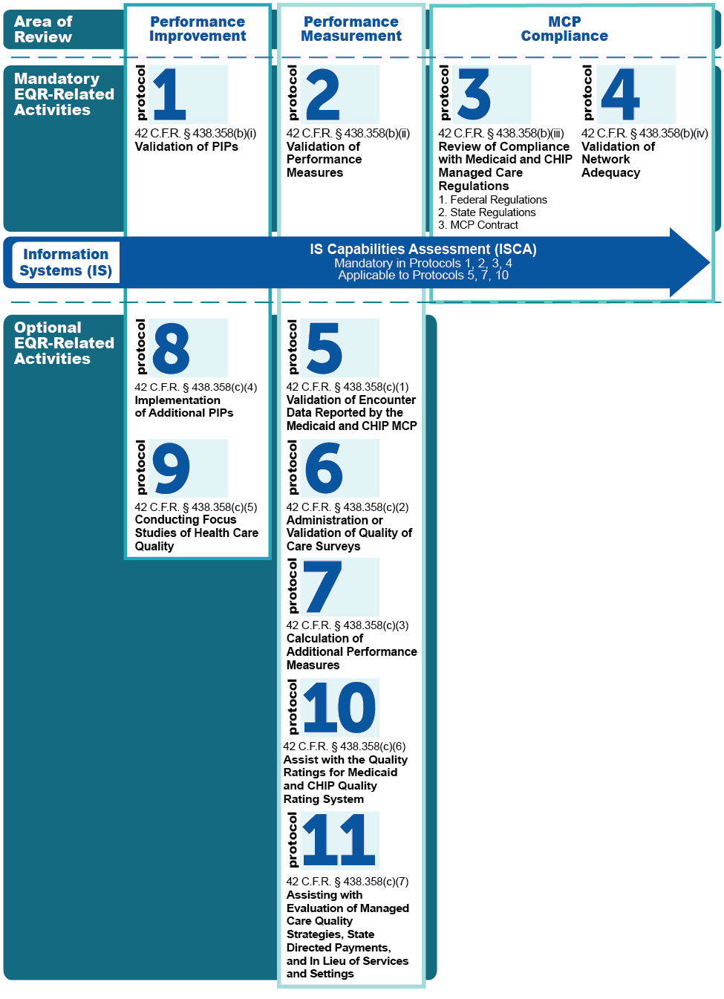 Area of
Review
Performance
Improvement
Performance
Measurement
MCP
Compliance
Mandatory
EQR-Related
Activities
protocol
1
42 C.F.R. § 438.358(b)(i)
Validation of PIPs
protocol
2
42 C.F.R. § 438.358(b)(ii)
Validation of
Performance
Measures
protocol
3
42 C.F.R. § 438.358(b)(iii)
Review of Compliance
with Medicaid and CHIP
Managed Care
Regulations
1. Federal Regulations
2. State Regulations
3. MCP Contract
protocol
4
42 C.F.R. § 438.358(b)(iv)
Validation of
Network
Adequacy
Information
Systems (IS)
IS Capabilities Assessment (ISCA)
Mandatory in Protocols 1, 2, 3, 4
Applicable to Protocols 5, 7, 10
Optional
EQR-Related
Activities
protocol
8
42 C.F.R. § 438.358(c)(4)
Implementation
of Additional PIPs
protocol
9
42 C.F.R. § 438.358(c)(5)
Conducting Focus
Studies of Health Care
Quality
protocol
5
42 C.F.R. § 438.358(c)(1)
Validation of Encounter
Data Reported by the
Medicaid and CHIP MCP
protocol
6
42 C.F.R. § 438.358(c)(2)
Administration or
Validation of Quality of
Care Surveys
protocol
7
42 C.F.R. § 438.358(c)(3)
Calculation of
Additional Performance
Measures
protocol
10
42 C.F.R. § 438.358(c)(6)
Assist with the Quality
Ratings for Medicaid
and CHIP Quality
Rating System
protocol
11
42 C.F.R. § 438.358(c)(7)
Assisting with
Evaluation of Managed
Care Quality
Strategies, State
Directed Payments,
and In Lieu of Services
and Settings